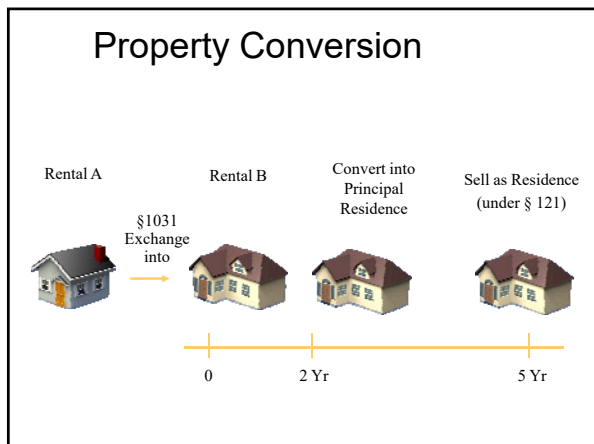 Property Conversion
Rental A
§1031
Exchange
into
Rental B
Convert into
Principal
Residence
Sell as Residence
(under § 121)
0
2 Yr
5 Yr